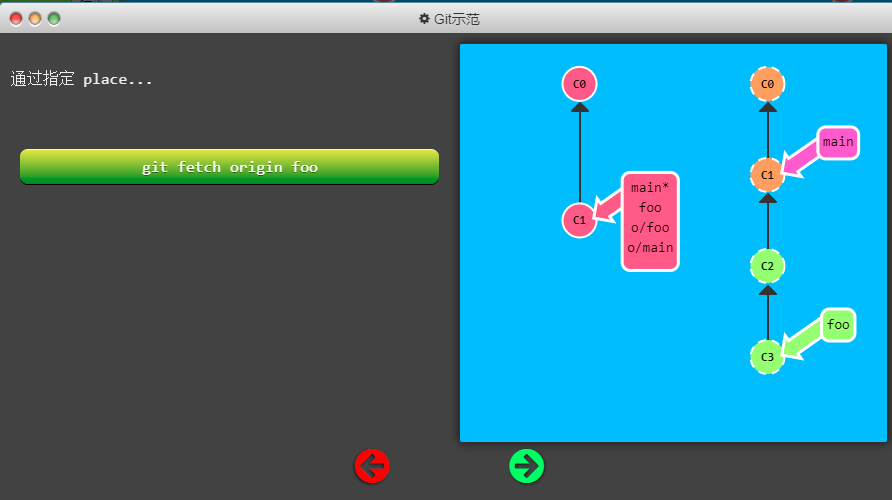 Git示范
通过指定 place...
git fetch origin foo
C0
C1
main*
foo
o/foo
o/main
C0
C1
main
C2
C3
foo